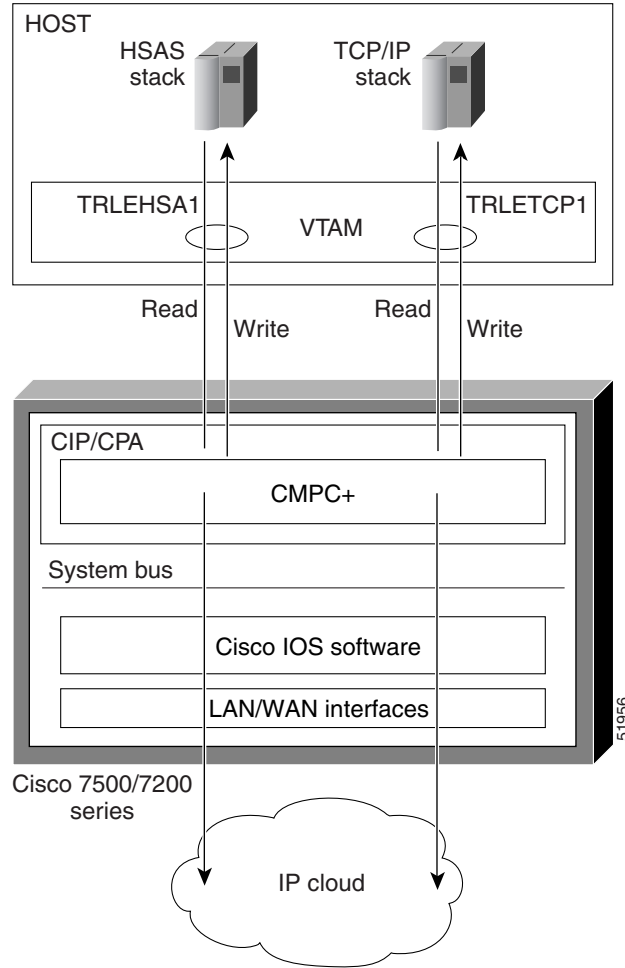 HOST
HSAS
stack
TCP/IP
stack
TRLEHSA1
VTAM
TRLETCP1
Read
Write
Read
Write
CIP/CPA
CMPC+
System bus
Cisco IOS software
LAN/WAN interfaces
51956
Cisco 7500/7200
series
IP cloud